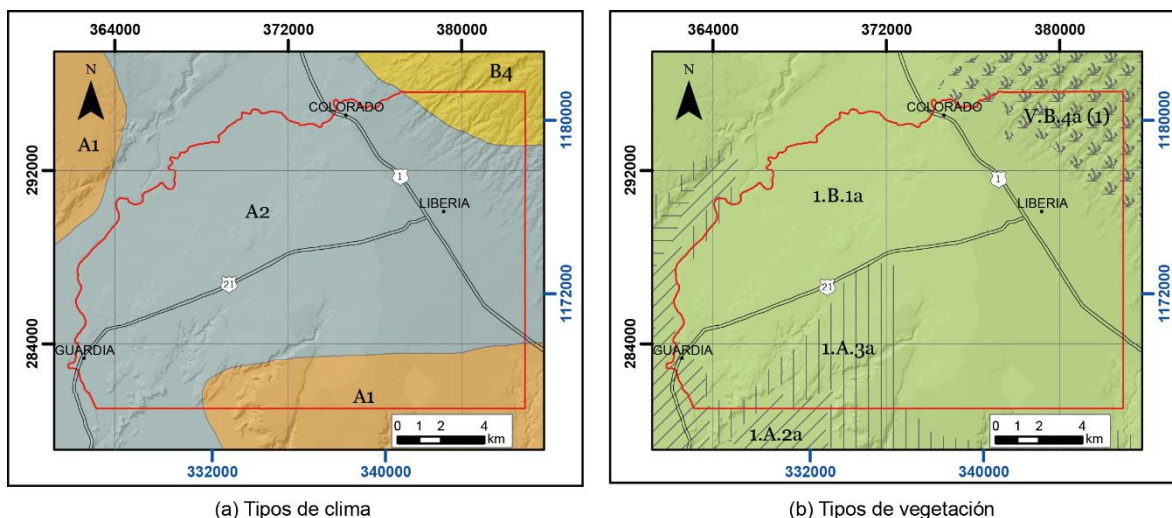 364000 372000 380000
N
B4
COLORADO
A1
1180000
292000
1
LIBERIA
A2
21
1172000
284000
GUARDIA
A1
0 1 2 4
km
332000 340000
(a) Tipos de clima
364000 372000 380000
N
COLORADO
V.B.4a (1)
1180000
292000
1
1.B.1a
LIBERIA
21
1172000
284000
GUARDIA
1.A.3a
1.A.2a
0 1 2 4
km
332000 340000
(b) Tipos de vegetación